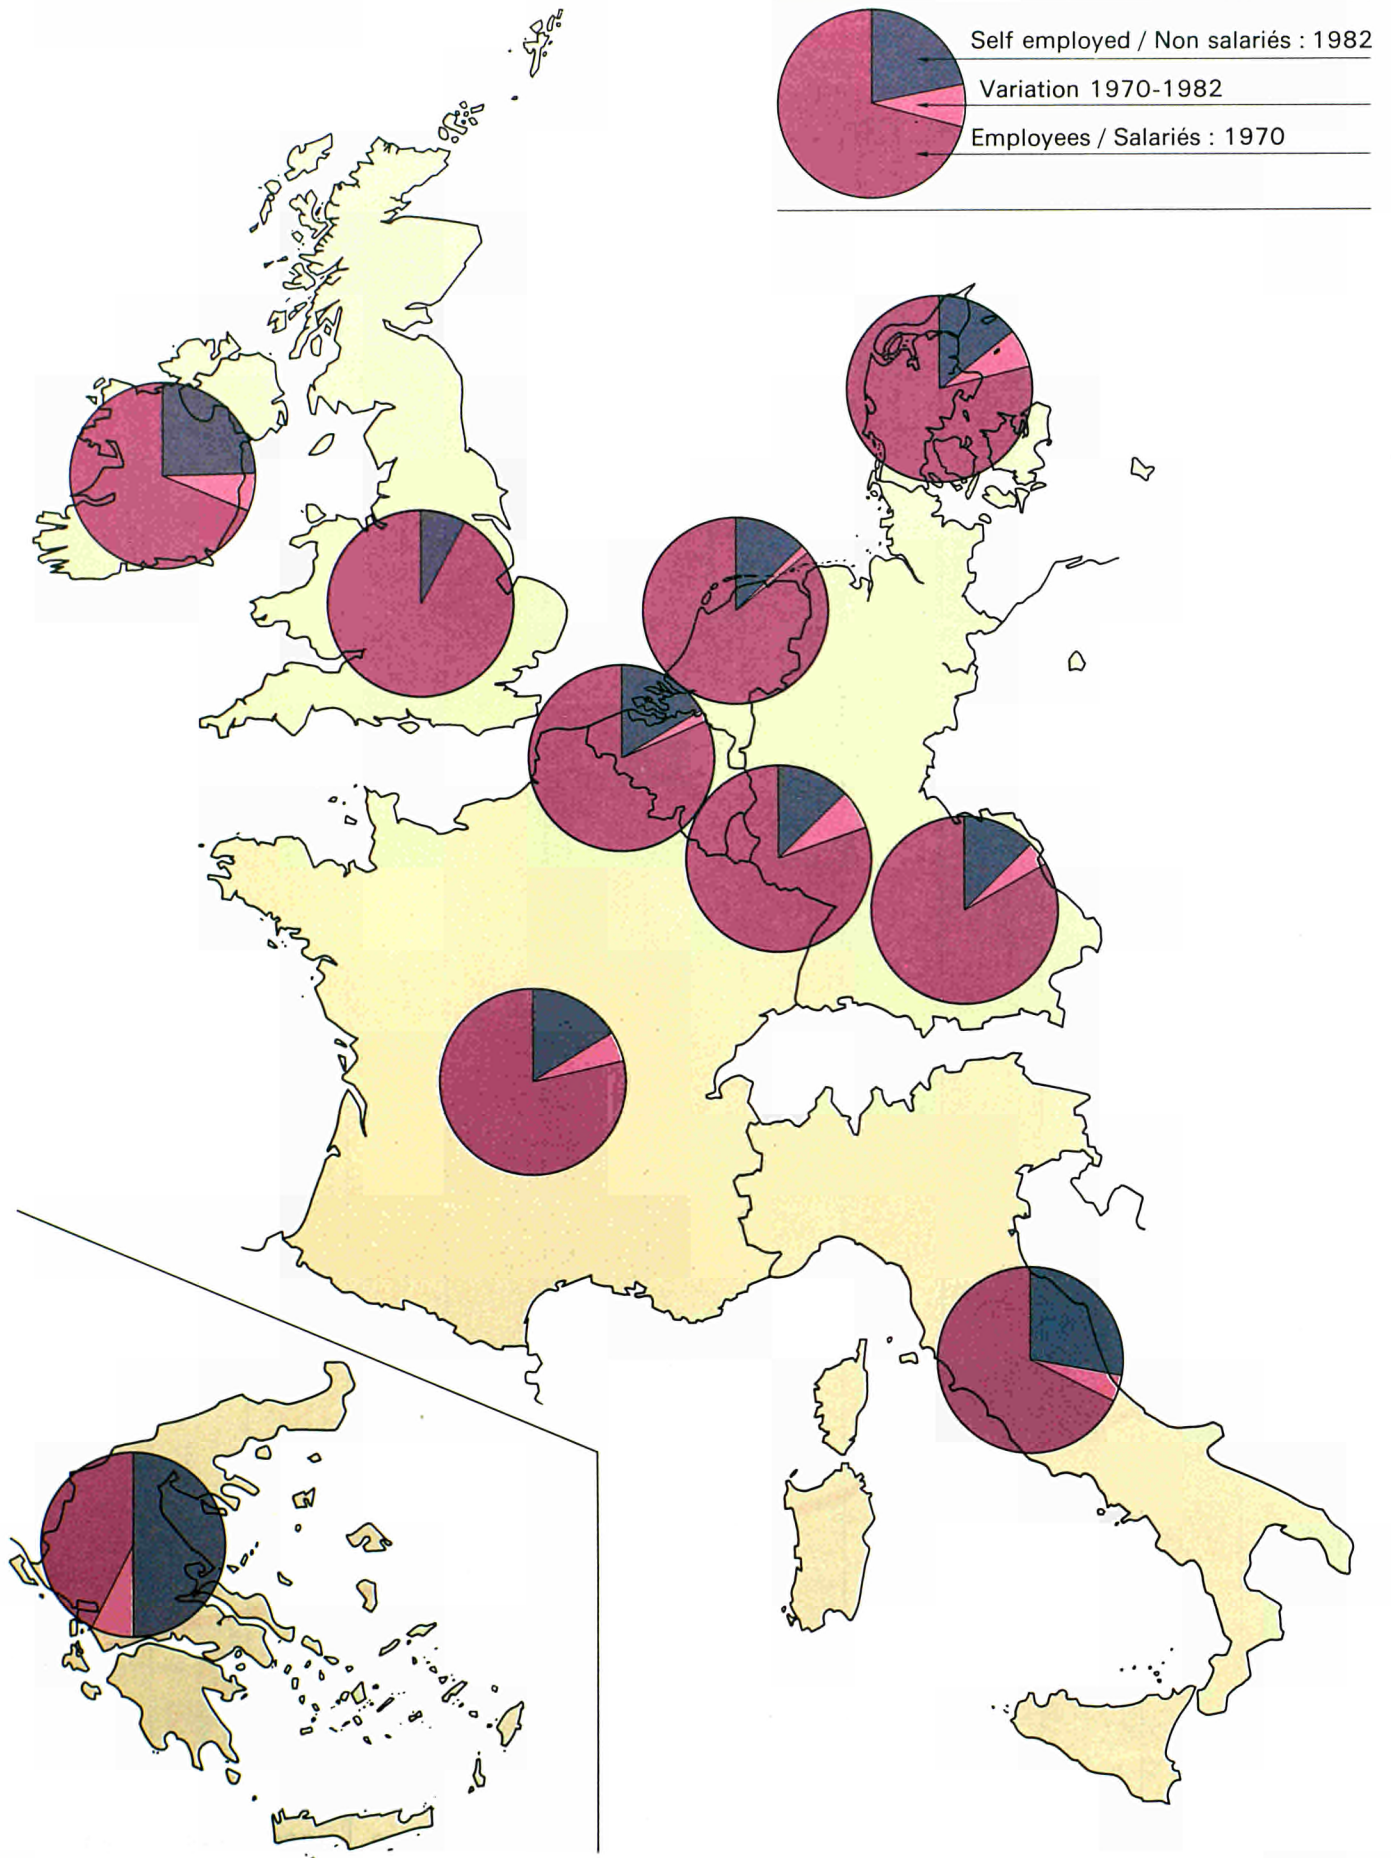 Self employed / Non salariés : 1982
Variation 1970-1982
Employees / Salariés : 1970